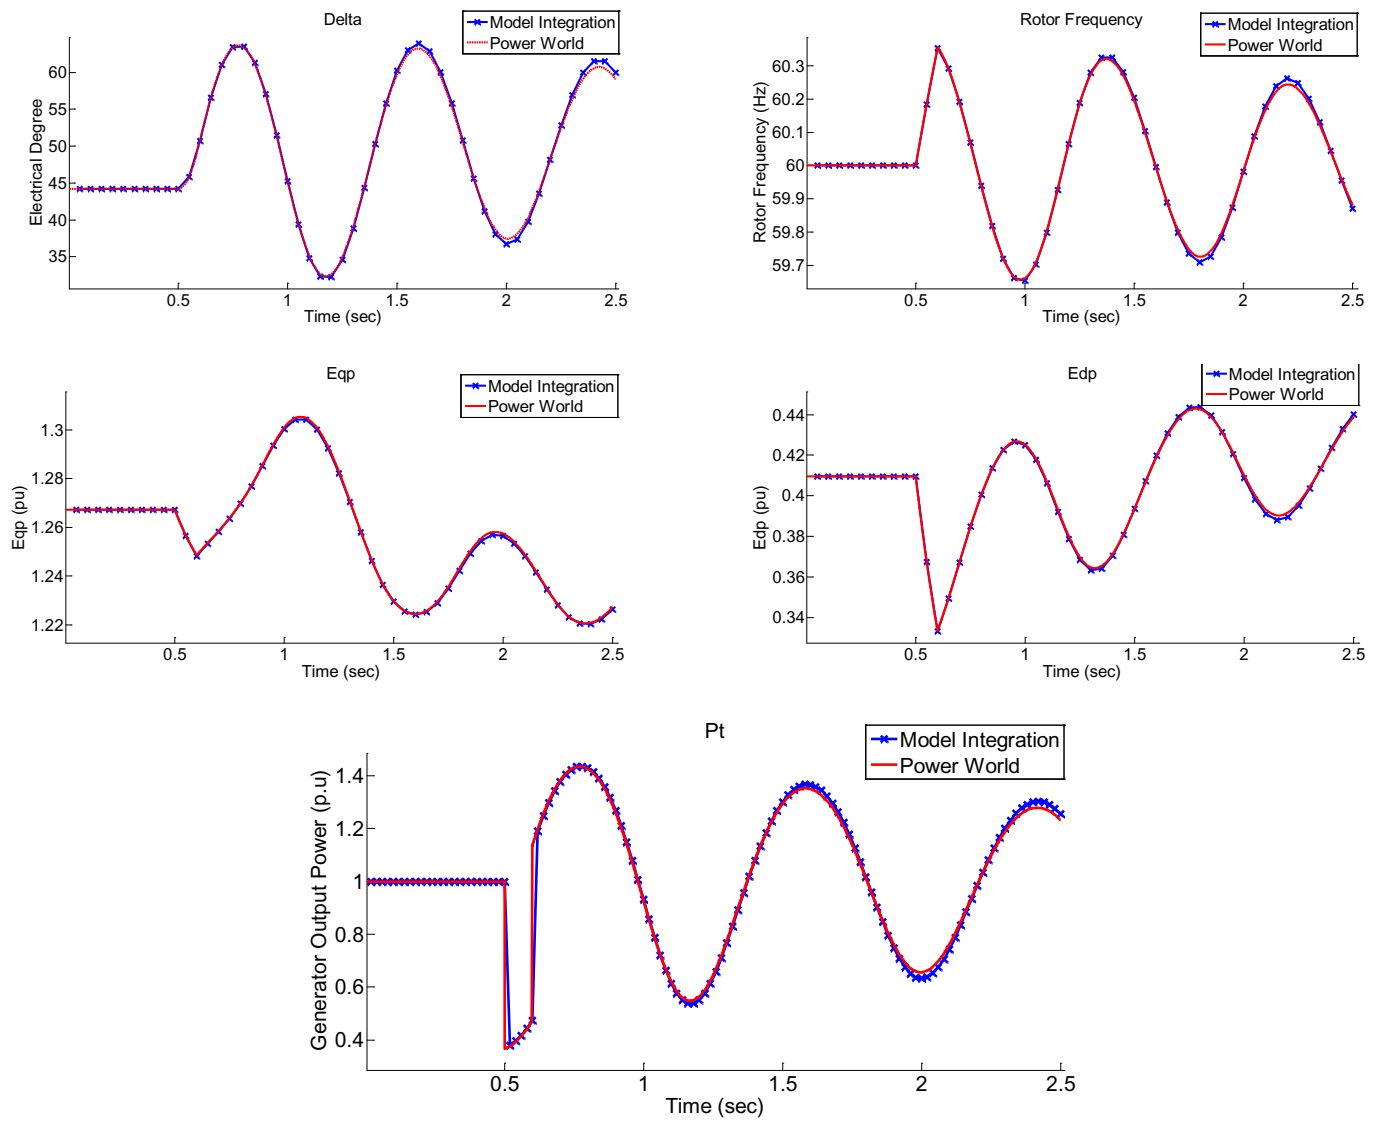 Delta
Model Integration
Power World
Electrical Degree
60
55
50
45
40
35
0.5
1
1.5
2
2.5
Time (sec)
Rotor Frequency
Model Integration
Power World
Rotor Frequency (Hz)
60.3
60.2
60.1
60
59.9
59.8
59.7
0.5
1
1.5
2
2.5
Time (sec)
Eqp
Model Integration
Power World
Eqp (pu)
1.3
1.28
1.26
1.24
1.22
0.5
1
1.5
2
2.5
Time (sec)
Edp
Model Integration
Power World
Edp (pu)
0.44
0.42
0.4
0.38
0.36
0.34
0.5
1
1.5
2
2.5
Time (sec)
Pt
Model Integration
Power World
Generator Output Power (p.u)
1.4
1.2
1
0.8
0.6
0.4
0.5
1
1.5
2
2.5
Time (sec)